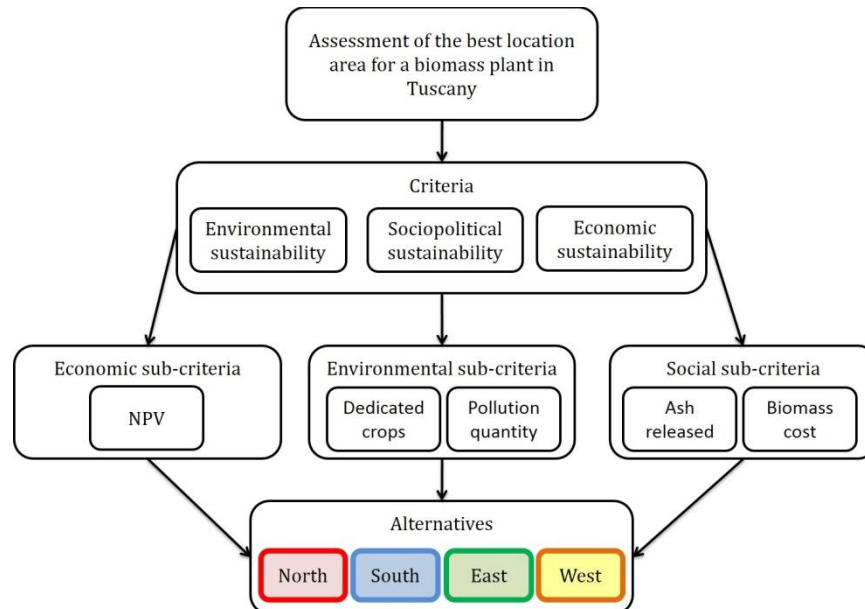 Assessment of the best location
area for a biomass plant in
Tuscany
Criteria
Environmental
sustainability
Sociopolitical
sustainability
Economic
sustainability
Economic sub-criteria
NPV
Environmental sub-criteria
Dedicated
crops
Pollution
quantity
Social sub-criteria
Ash
released
Biomass
cost
Alternatives
North
South
East
West